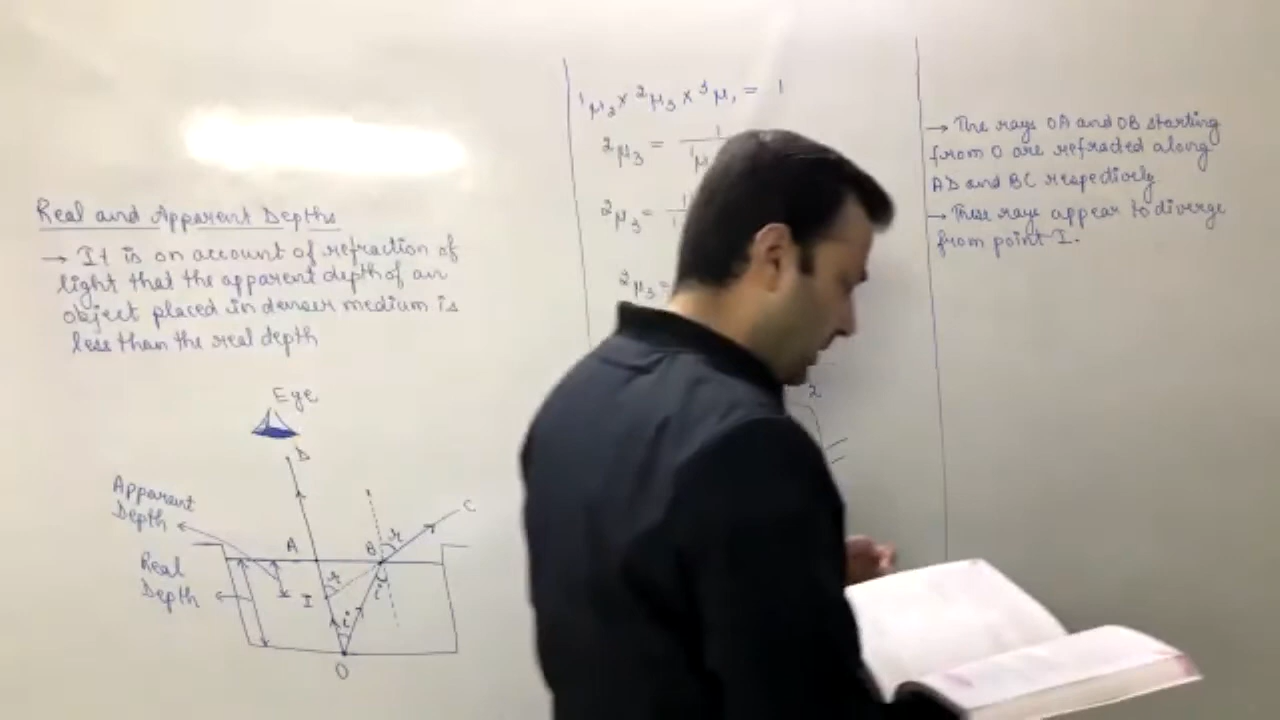 Real and Apparent Depths
→ It is on account of refraction of
light that the apparent depth of an
object placed in denser medium is
less than the real depth
Eye
D
Apparent
Depth
Real
Depth
A
B
C
r
r
I
i
i
O
¹μ₂ × ²μ₃ × ³μ₁ = 1
²μ₃ = 1
²μ₃ = 1
²μ₃ =
2
→ The rays OA and OB starting
from O are refracted along
AD and BC respectively
→ These rays appear to diverge
from point I.